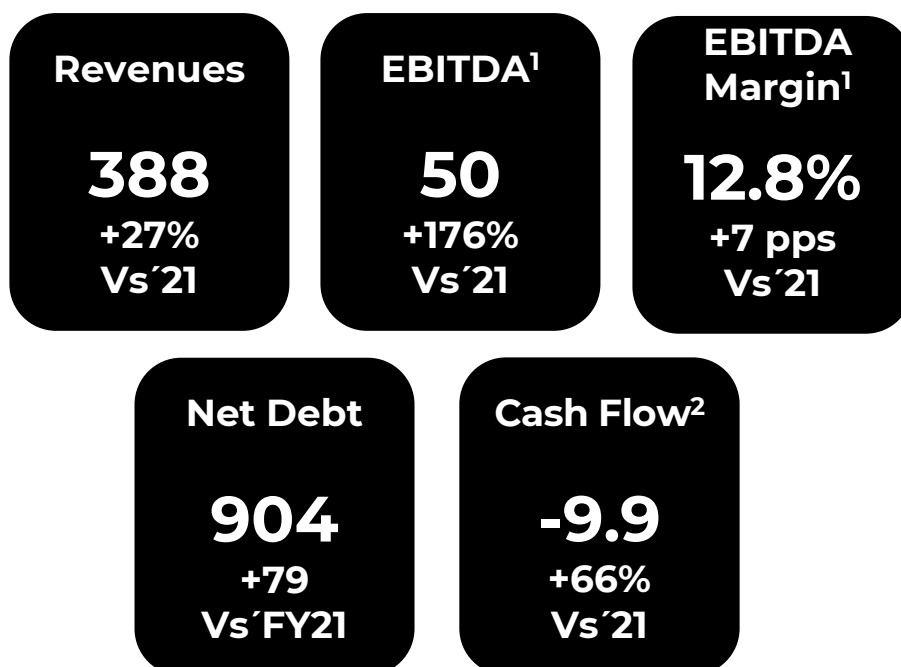 Revenues
388
+27%
Vs´21
EBITDA¹
50
+176%
Vs´21
EBITDA
Margin¹
12.8%
+7 pps
Vs´21
Net Debt
904
+79
Vs´FY21
Cash Flow²
-9.9
+66%
Vs´21